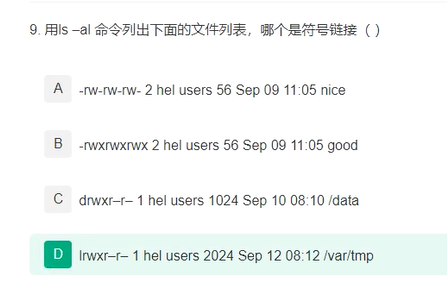 9. 用ls –al 命令列出下面的文件列表，哪个是符号链接（ ）
A -rw-rw-rw- 2 hel users 56 Sep 09 11:05 nice
B -rwxrwxrwx 2 hel users 56 Sep 09 11:05 good
C drwxr–r– 1 hel users 1024 Sep 10 08:10 /data
D lrwxr–r– 1 hel users 2024 Sep 12 08:12 /var/tmp